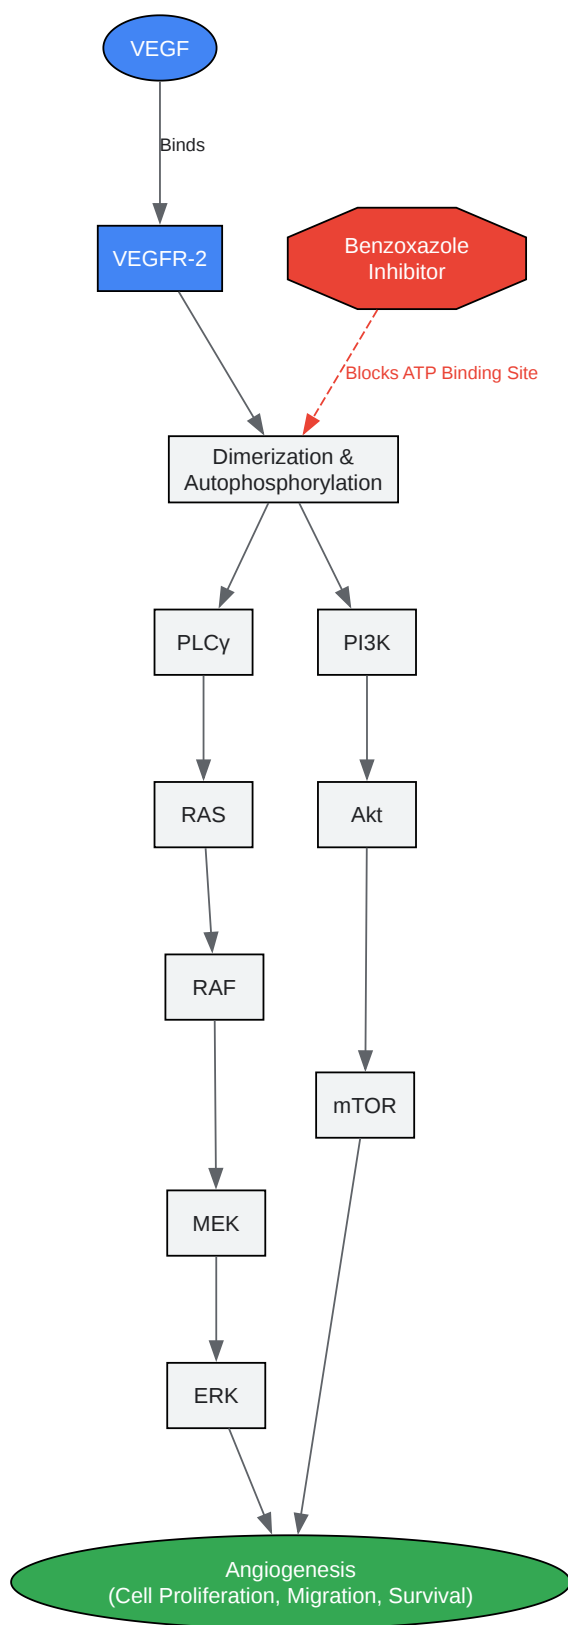 VEGF
Binds
VEGFR-2
Benzoxazole
Inhibitor
Blocks ATP Binding Site
Dimerization &
Autophosphorylation
PLCγ
PI3K
RAS
Akt
RAF
mTOR
MEK
ERK
Angiogenesis
(Cell Proliferation, Migration, Survival)